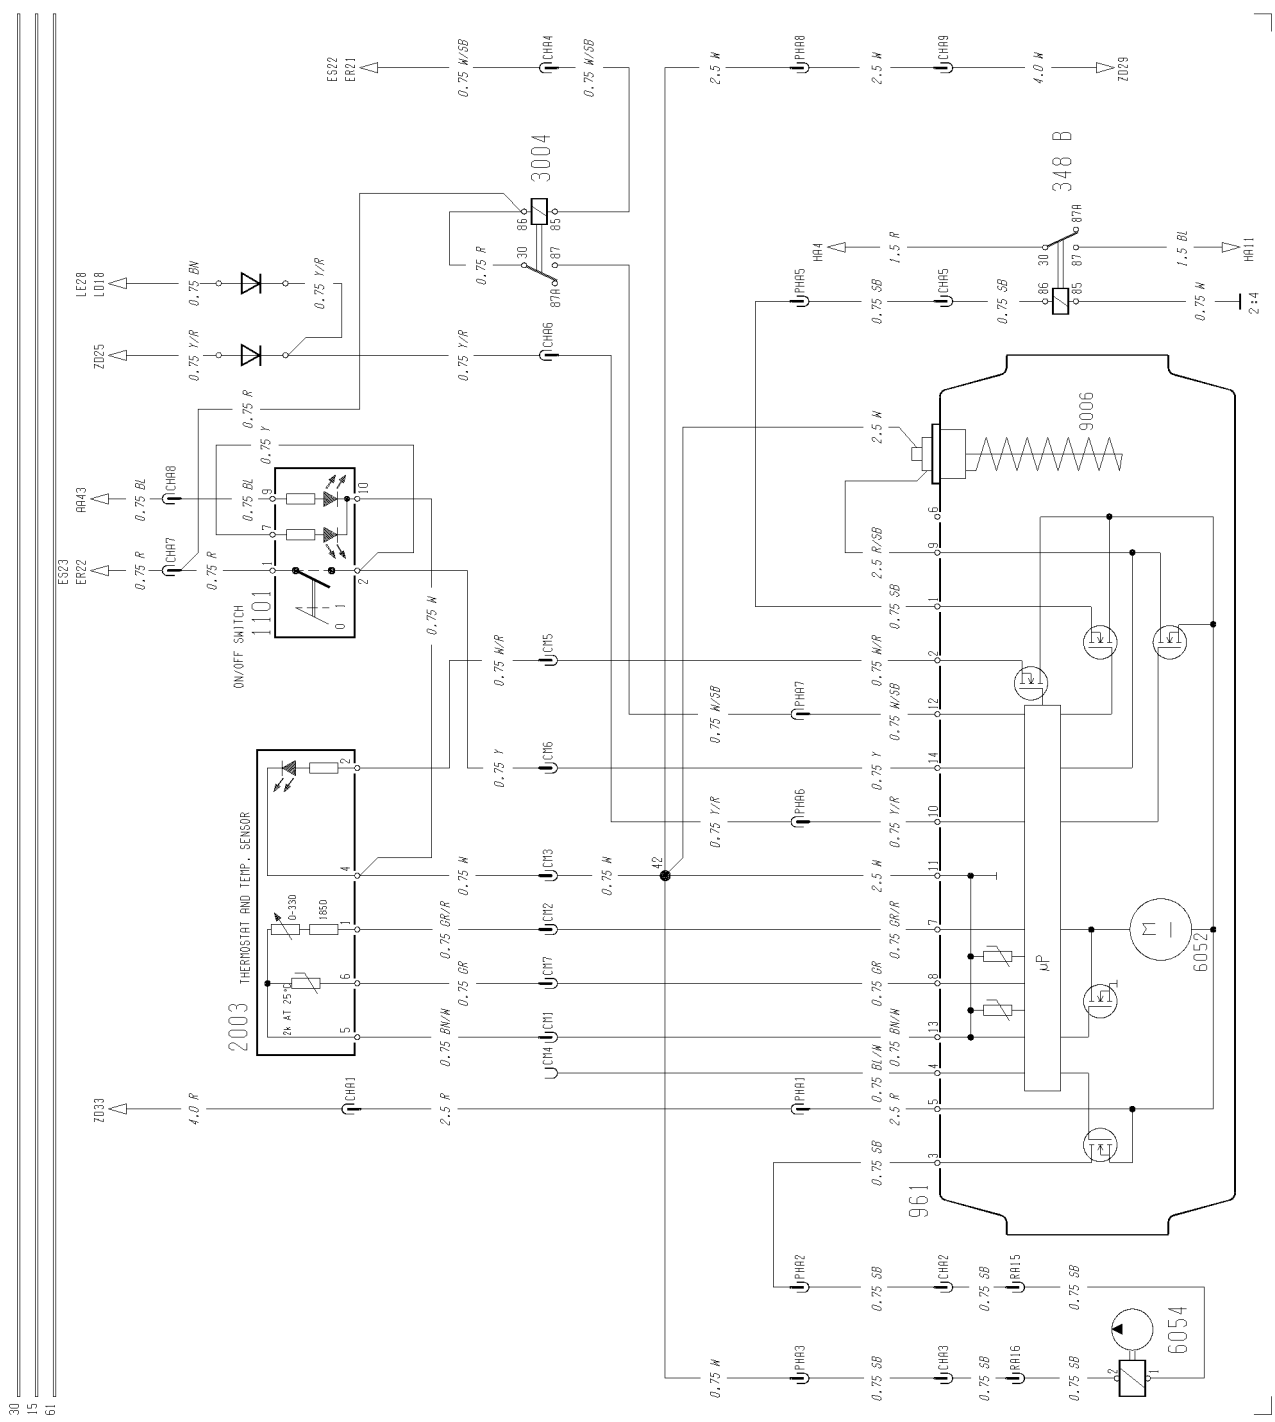 30
15
61
ES22
ER21
0.75 W/SB
CHA4
0.75 W/SB
3004
86
85
30
87
87A
0.75 R
LE28
LD18
0.75 BN
0.75 Y/R
ZD25
0.75 Y/R
0.75 Y/R
CHA6
0.75 R
0.75 Y
AA43
0.75 BL
CHA8
0.75 BL
ES23
ER22
0.75 R
CHA7
0.75 R
9
7
1
10
2
0 1
ON/OFF SWITCH
1101
0.75 W
0.75 W/R
CM5
0.75 Y
CM6
THERMOSTAT AND TEMP. SENSOR
2003
2
4
0-330
1850
1
6
2k AT 25°C
5
0.75 W
CM3
0.75 W
42
0.75 GR/R
CM2
0.75 GR
CM7
0.75 BN/W
CM1
CM4
ZD33
4.0 R
CHA1
2.5 R
PHA1
2.5 R
2.5 W
PHA8
2.5 W
CHA9
4.0 W
ZD29
348 B
HA4
1.5 R
30
87A
87
1.5 BL
HA11
PHA5
0.75 SB
CHA5
0.75 SB
86
85
0.75 W
2:4
2.5 W
9006
2.5 R/SB
0.75 SB
0.75 W/R
0.75 W/SB
PHA7
0.75 W/SB
0.75 Y
0.75 Y/R
PHA6
0.75 Y/R
2.5 W
0.75 GR/R
0.75 GR
0.75 BN/W
0.75 BL/W
6
9
1
2
12
14
10
11
7
8
13
4
5
3
µP
M
6052
0.75 SB
961
PHA2
0.75 SB
CHA2
0.75 SB
RA15
0.75 SB
0.75 W
PHA3
0.75 SB
CHA3
0.75 SB
RA16
0.75 SB
2
1
6054